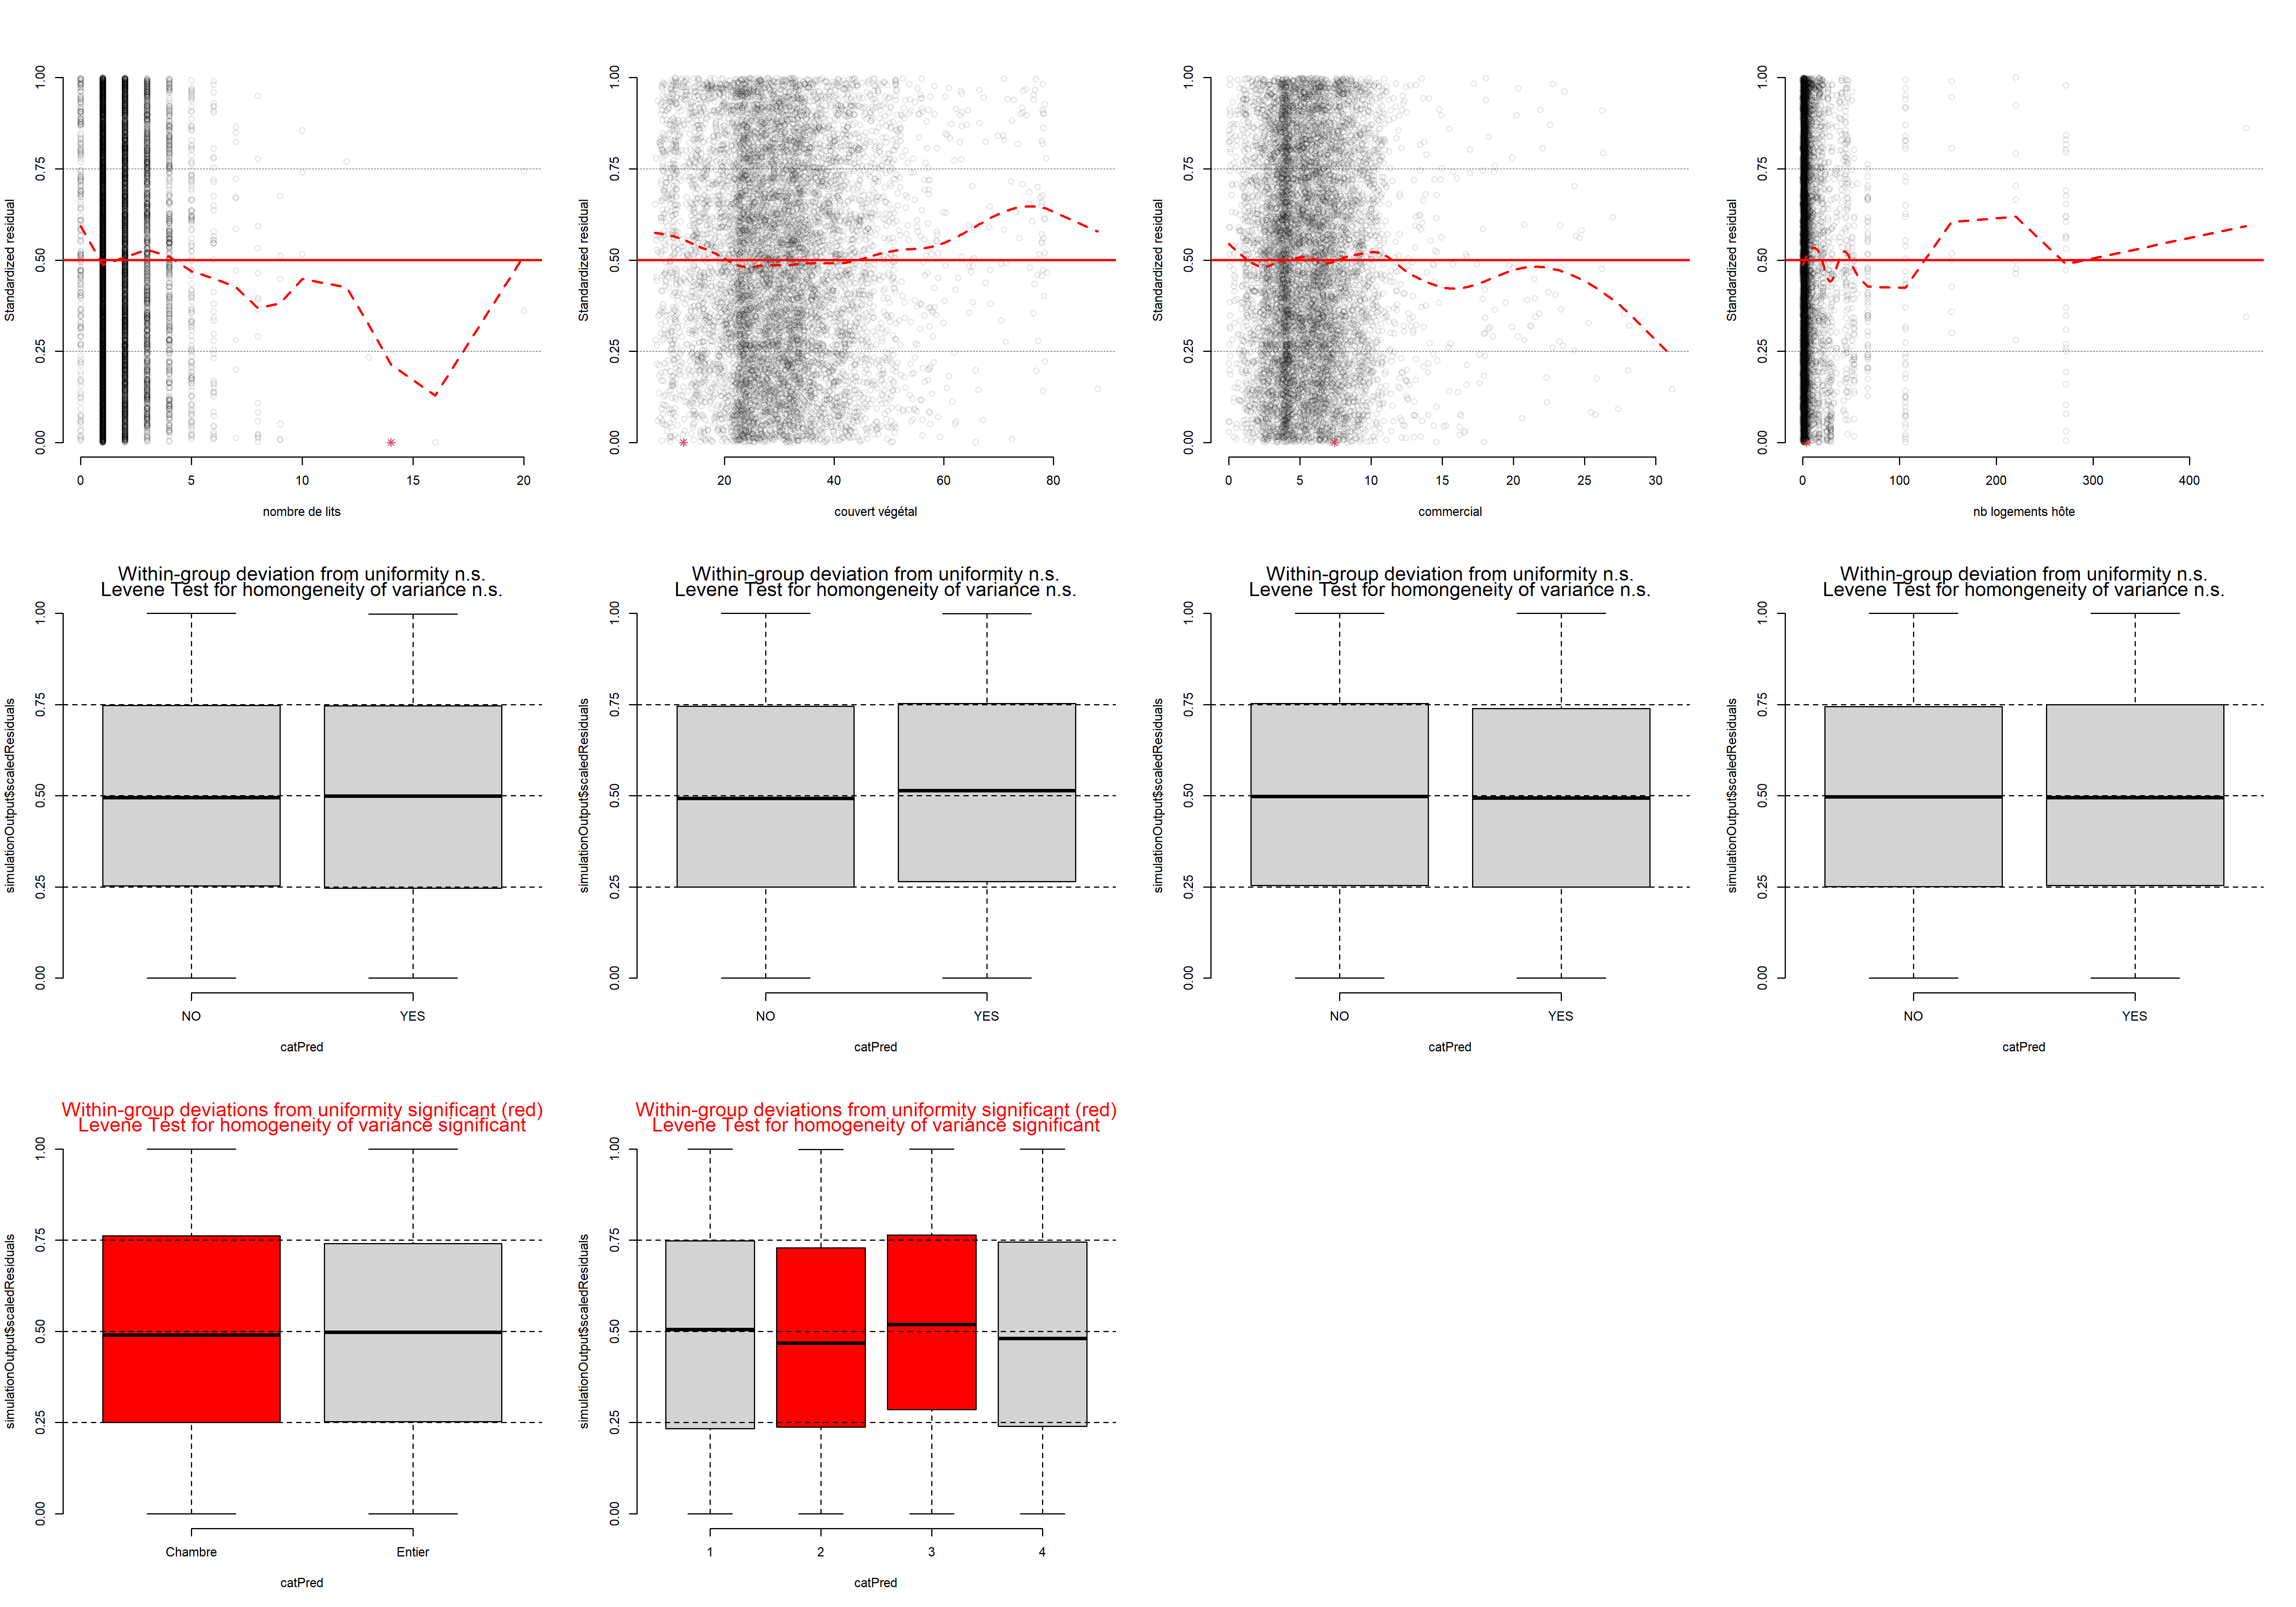 1.00
0.75
0.50
0.25
0.00
Standardized residual
0 5 10 15 20
nombre de lits
1.00
0.75
0.50
0.25
0.00
Standardized residual
20 40 60 80
couvert végétal
1.00
0.75
0.50
0.25
0.00
Standardized residual
0 5 10 15 20 25 30
commercial
1.00
0.75
0.50
0.25
0.00
Standardized residual
0 100 200 300 400
nb logements hôte
Within-group deviation from uniformity n.s.
Levene Test for homongeneity of variance n.s.
1.00
0.75
0.50
0.25
0.00
simulationOutput$scaledResiduals
NO YES
catPred
Within-group deviation from uniformity n.s.
Levene Test for homongeneity of variance n.s.
1.00
0.75
0.50
0.25
0.00
simulationOutput$scaledResiduals
NO YES
catPred
Within-group deviation from uniformity n.s.
Levene Test for homongeneity of variance n.s.
1.00
0.75
0.50
0.25
0.00
simulationOutput$scaledResiduals
NO YES
catPred
Within-group deviation from uniformity n.s.
Levene Test for homongeneity of variance n.s.
1.00
0.75
0.50
0.25
0.00
simulationOutput$scaledResiduals
NO YES
catPred
Within-group deviations from uniformity significant (red)
Levene Test for homogeneity of variance significant
1.00
0.75
0.50
0.25
0.00
simulationOutput$scaledResiduals
Chambre Entier
catPred
Within-group deviations from uniformity significant (red)
Levene Test for homogeneity of variance significant
1.00
0.75
0.50
0.25
0.00
simulationOutput$scaledResiduals
1 2 3 4
catPred